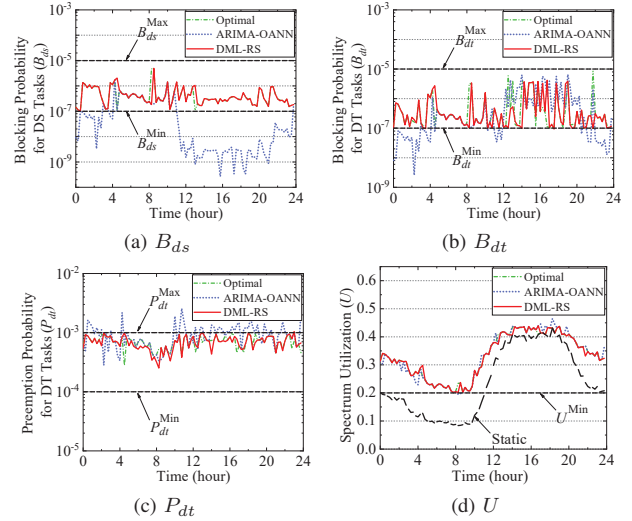 Blocking Probability
for DS Tasks (B_ds)
10^-5
10^-7
10^-9
B_ds^Max
B_ds^Min
Optimal
ARIMA-OANN
DML-RS
0 4 8 12 16 20 24
Time (hour)
(a) B_ds
Blocking Probability
for DT Tasks (B_dt)
10^-1
10^-3
10^-5
10^-7
10^-9
B_dt^Max
B_dt^Min
Optimal
ARIMA-OANN
DML-RS
0 4 8 12 16 20 24
Time (hour)
(b) B_dt
Preemption Probability
for DT Tasks (P_dt)
10^-2
10^-3
10^-4
10^-5
P_dt^Max
P_dt^Min
Optimal
ARIMA-OANN
DML-RS
0 4 8 12 16 20 24
Time (hour)
(c) P_dt
Spectrum Utilization (U)
0.6
0.5
0.4
0.3
0.2
0.1
0.0
Optimal
ARIMA-OANN
DML-RS
U^Min
Static
0 4 8 12 16 20 24
Time (hour)
(d) U